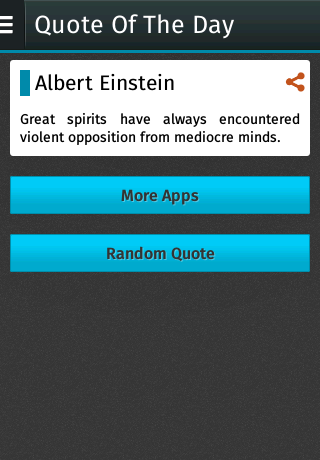 Quote Of The Day
Albert Einstein
Great spirits have always encountered
violent opposition from mediocre minds.
More Apps
Random Quote